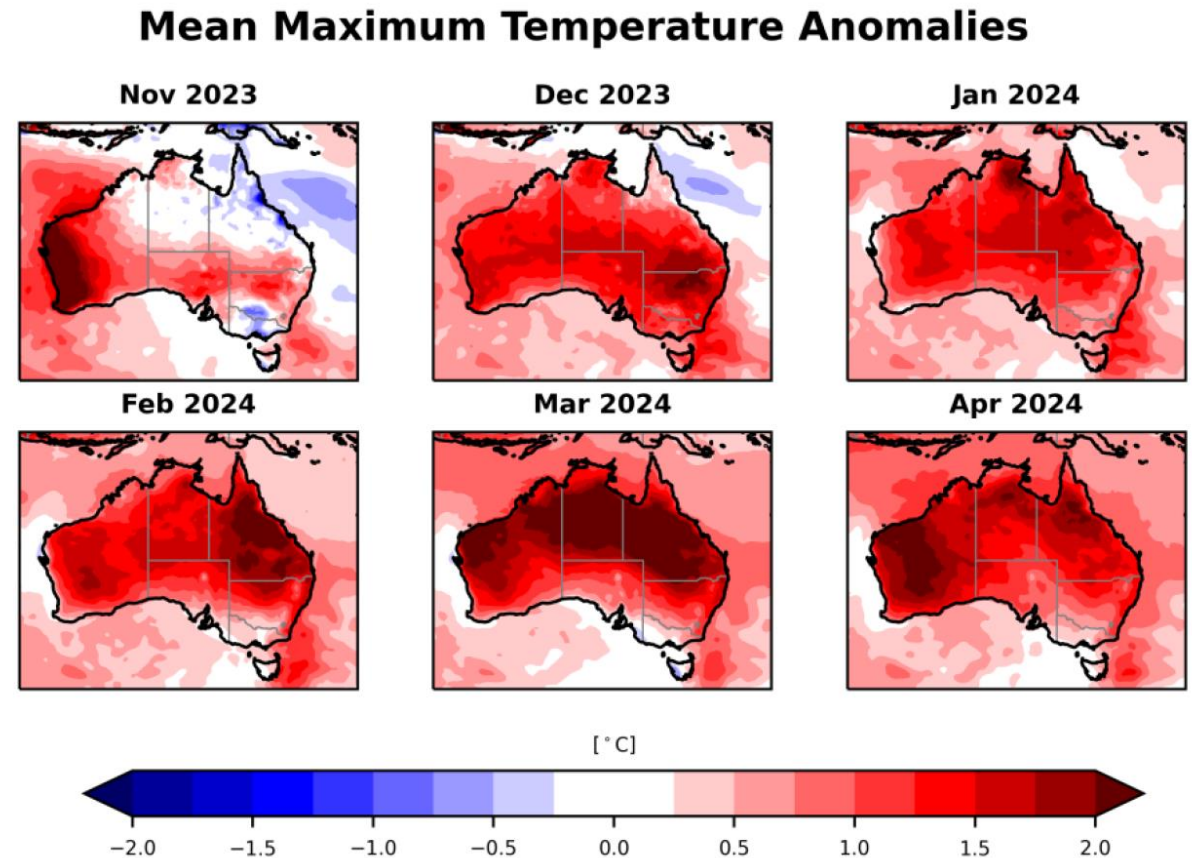 Mean Maximum Temperature Anomalies
Nov 2023
Dec 2023
Jan 2024
Feb 2024
Mar 2024
Apr 2024
[°C]
−2.0 −1.5 −1.0 −0.5 0.0 0.5 1.0 1.5 2.0